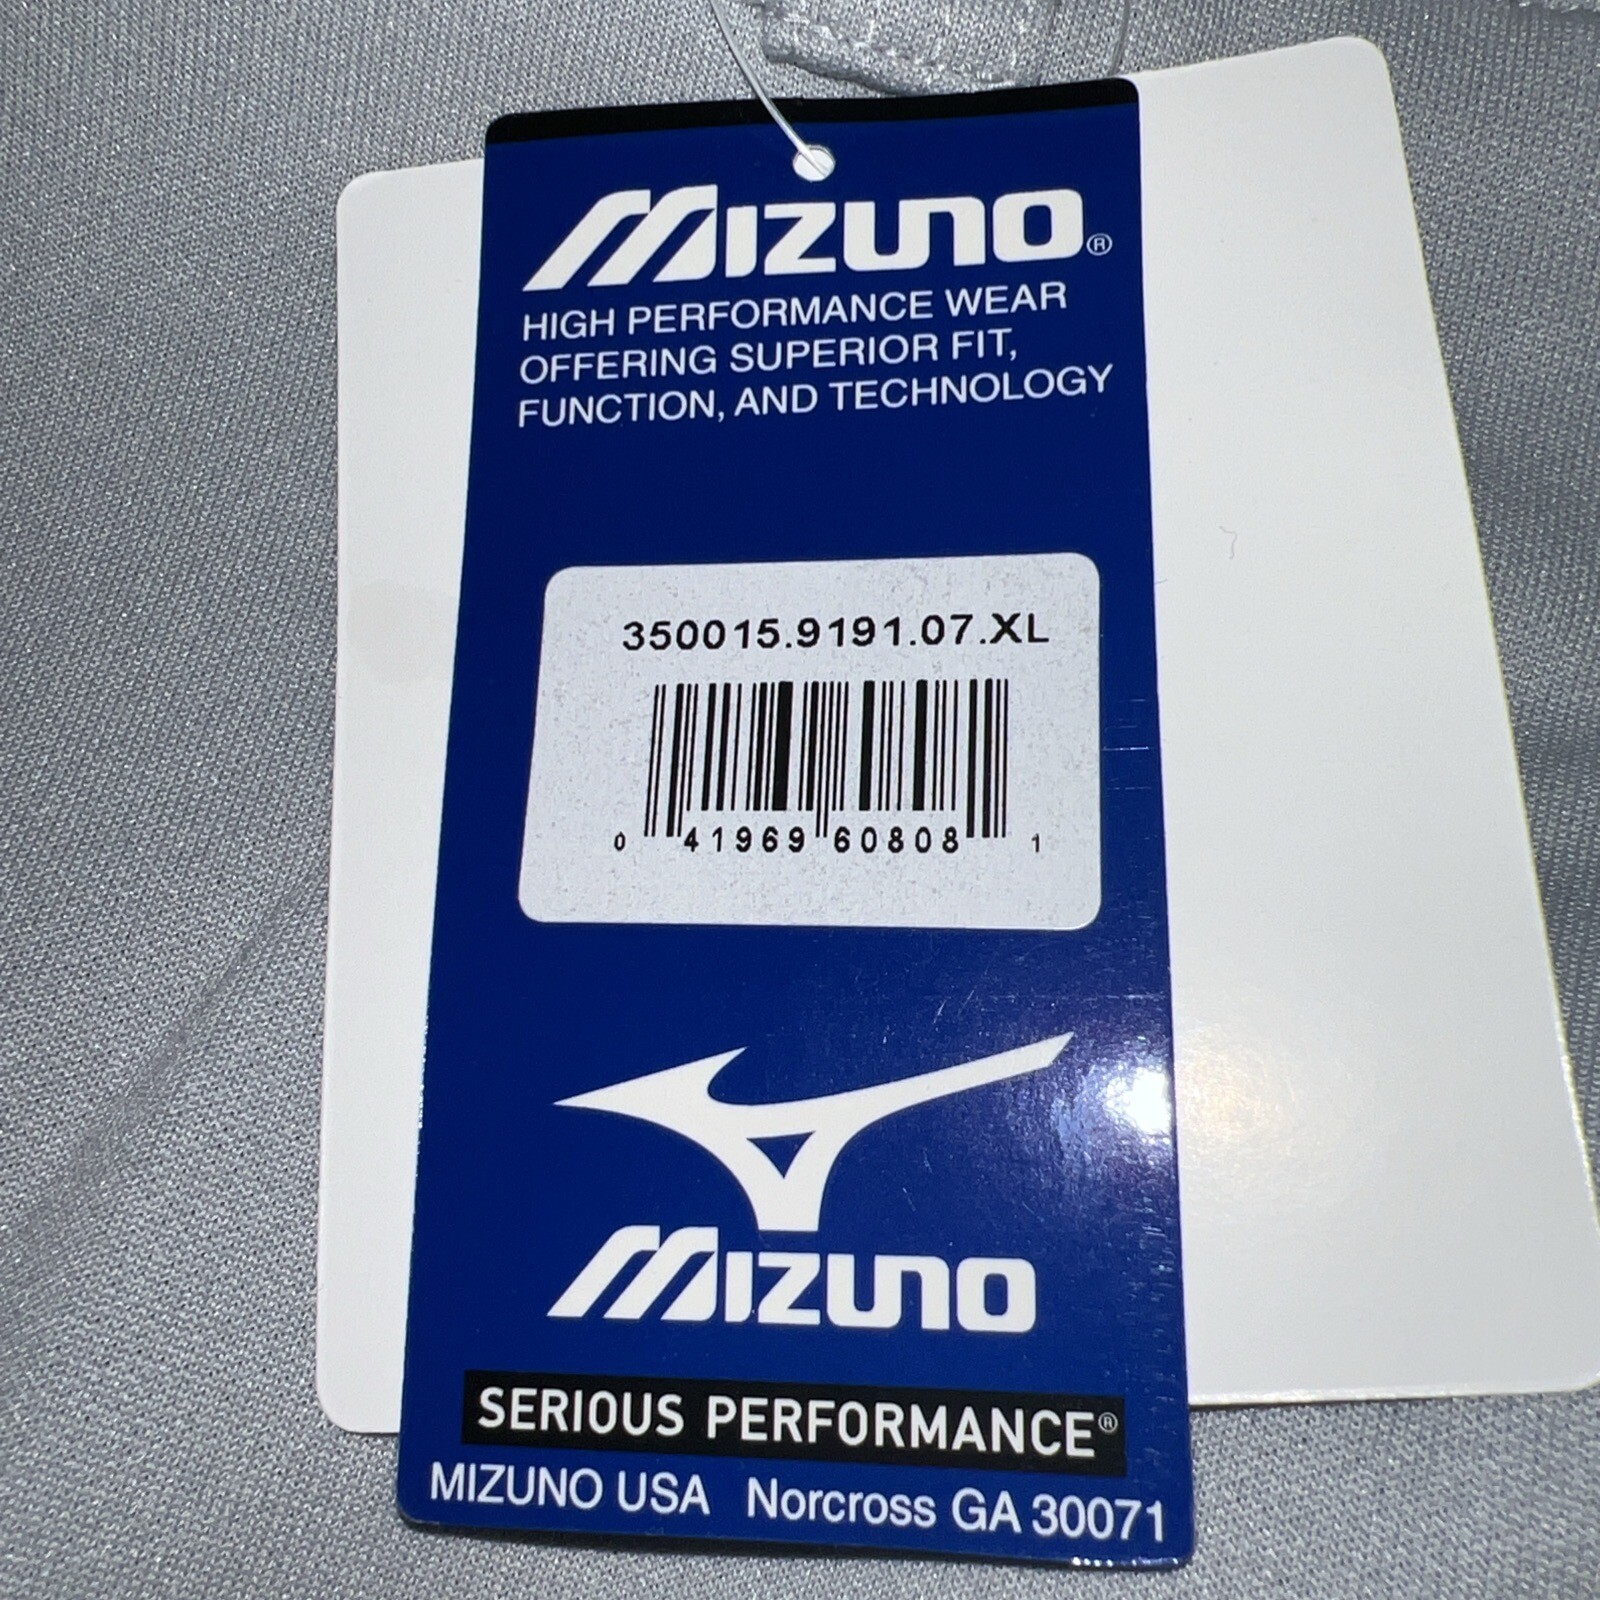 MIZUNO®
HIGH PERFORMANCE WEAR
OFFERING SUPERIOR FIT,
FUNCTION, AND TECHNOLOGY
350015.9191.07.XL
0 41969 60808 1
MIZUNO
SERIOUS PERFORMANCE®
MIZUNO USA Norcross GA 30071